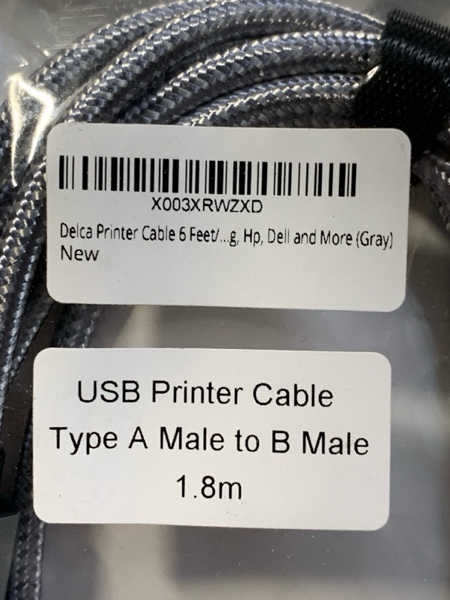 X003XRWZXD
Delca Printer Cable 6 Feet/...g, Hp, Dell and More (Gray)
New
USB Printer Cable
Type A Male to B Male
1.8m